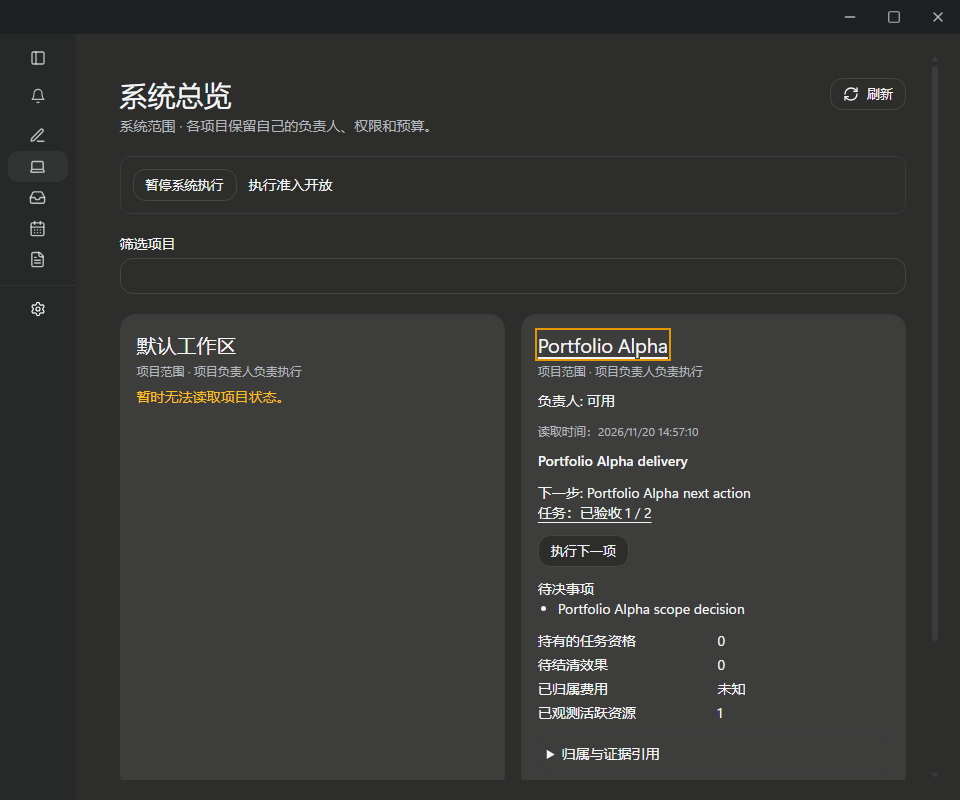 系统总览
刷新
系统范围 · 各项目保留自己的负责人、权限和预算。
暂停系统执行
执行准入开放
筛选项目
默认工作区
项目范围 · 项目负责人负责执行
暂时无法读取项目状态。
Portfolio Alpha
项目范围 · 项目负责人负责执行
负责人: 可用
读取时间: 2026/11/20 14:57:10
Portfolio Alpha delivery
下一步: Portfolio Alpha next action
任务: 已验收 1 / 2
执行下一项
待决事项
• Portfolio Alpha scope decision
持有的任务资格 0
待结清效果 0
已归属费用 未知
已观测活跃资源 1
▶ 归属与证据引用